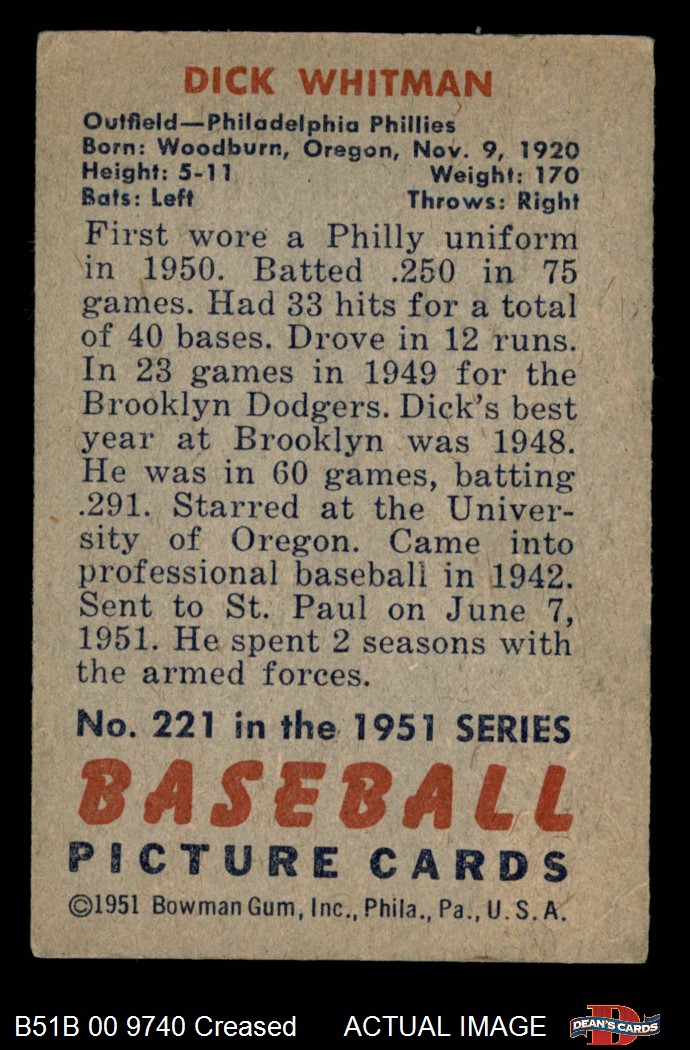 DICK WHITMAN
Outfield—Philadelphia Phillies
Born: Woodburn, Oregon, Nov. 9, 1920
Height: 5-11 Weight: 170
Bats: Left Throws: Right
First wore a Philly uniform
in 1950. Batted .250 in 75
games. Had 33 hits for a total
of 40 bases. Drove in 12 runs.
In 23 games in 1949 for the
Brooklyn Dodgers. Dick's best
year at Brooklyn was 1948.
He was in 60 games, batting
.291. Starred at the Univer-
sity of Oregon. Came into
professional baseball in 1942.
Sent to St. Paul on June 7,
1951. He spent 2 seasons with
the armed forces.
No. 221 in the 1951 SERIES
BASEBALL
PICTURE CARDS
©1951 Bowman Gum, Inc., Phila., Pa., U.S.A.
B51B 00 9740 Creased ACTUAL IMAGE
D
DEAN'S CARDS